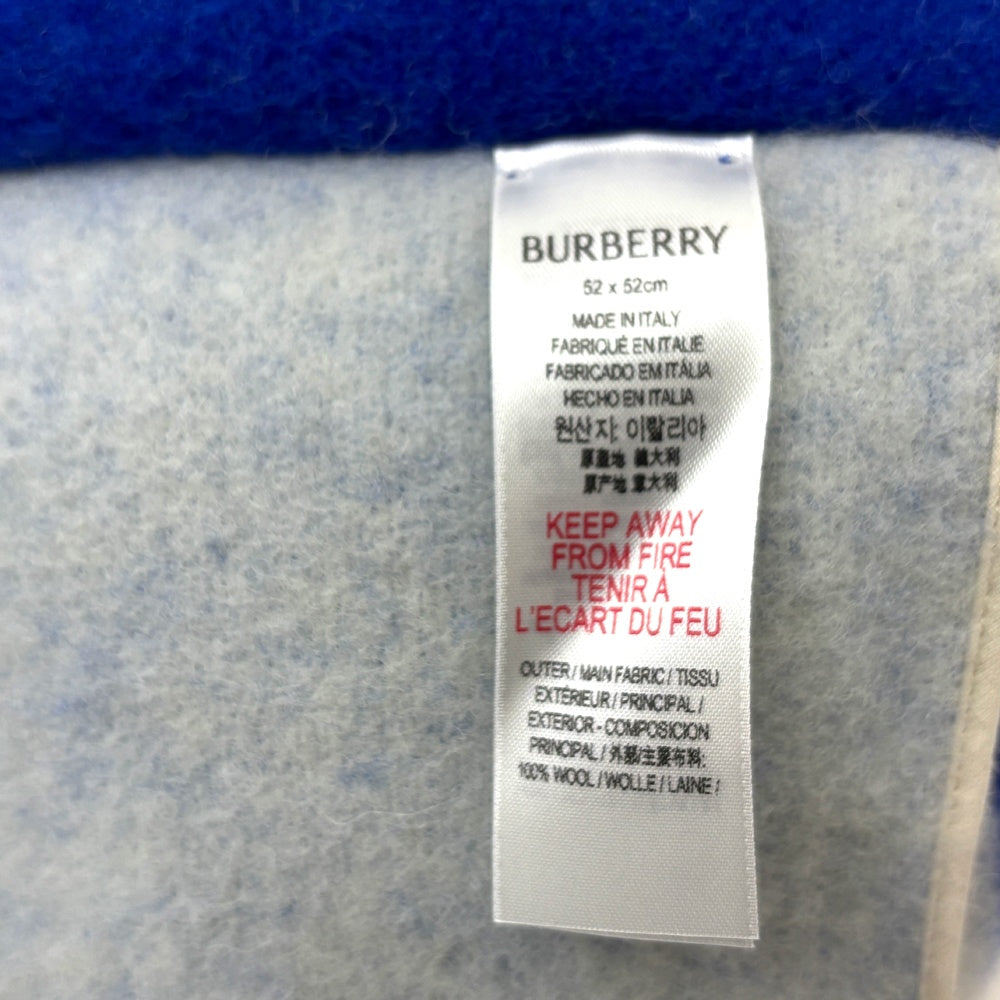 BURBERRY
52 x 52cm
MADE IN ITALY
FABRIQUÉ EN ITALIE
FABRICADO EM ITÁLIA
HECHO EN ITALIA
원산지: 이탈리아
原產地 義大利
原产地 意大利
KEEP AWAY
FROM FIRE
TENIR À
L'ECART DU FEU
OUTER / MAIN FABRIC / TISSU
EXTÉRIEUR / PRINCIPAL /
EXTERIOR - COMPOSICION
PRINCIPAL / 外部/主要布料:
100% WOOL / WOLLE / LAINE /